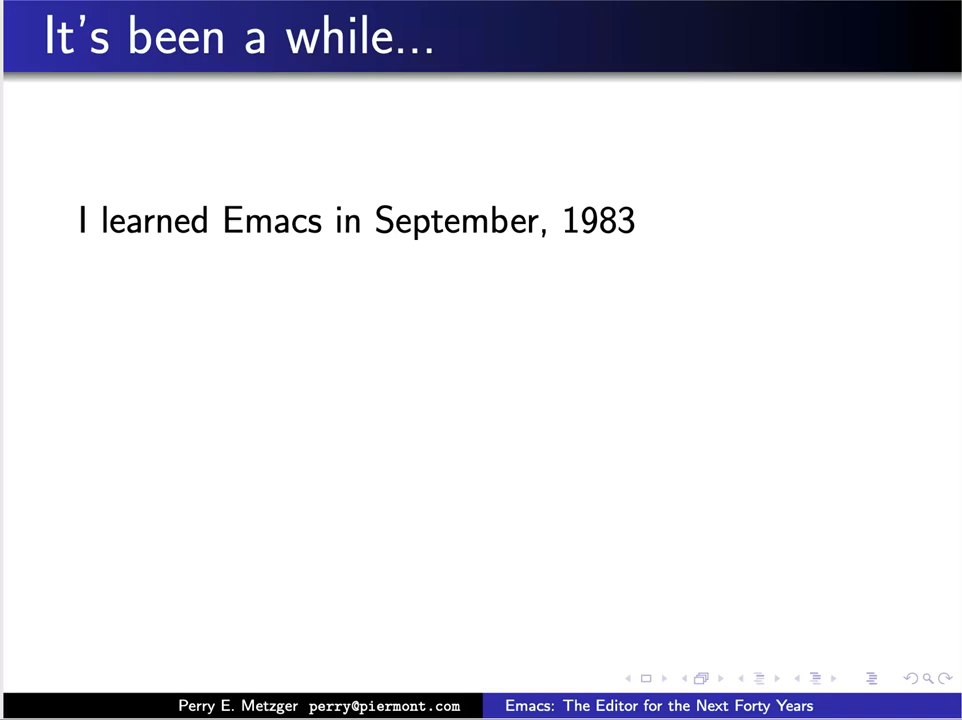 It's been a while...
I learned Emacs in September, 1983
Perry E. Metzger perry@piermont.com
Emacs: The Editor for the Next Forty Years